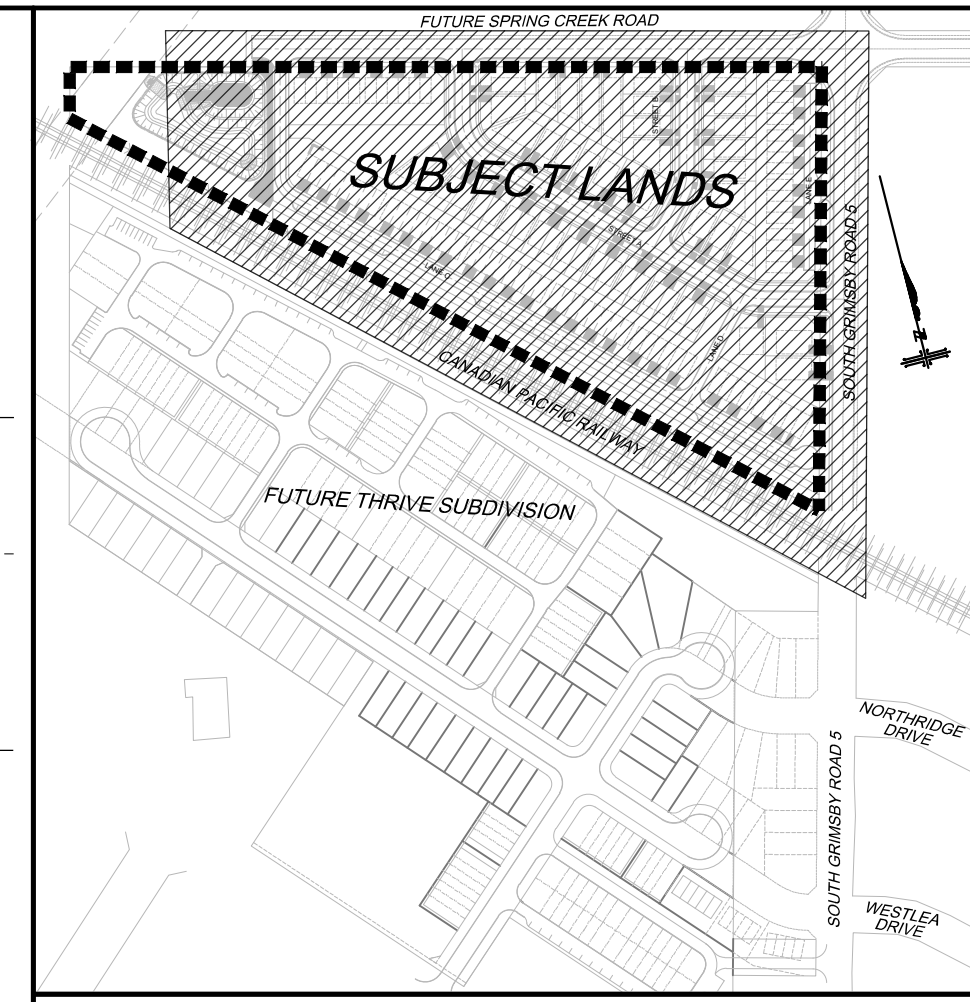 FUTURE SPRING CREEK ROAD
STREET B
SUBJECT LANDS
LANE E
STREET A
SOUTH GRIMSBY ROAD 5
LANE C
LANE D
N
CANADIAN PACIFIC RAILWAY
FUTURE THRIVE SUBDIVISION
NORTHRIDGE
DRIVE
SOUTH GRIMSBY ROAD 5
WESTLEA
DRIVE